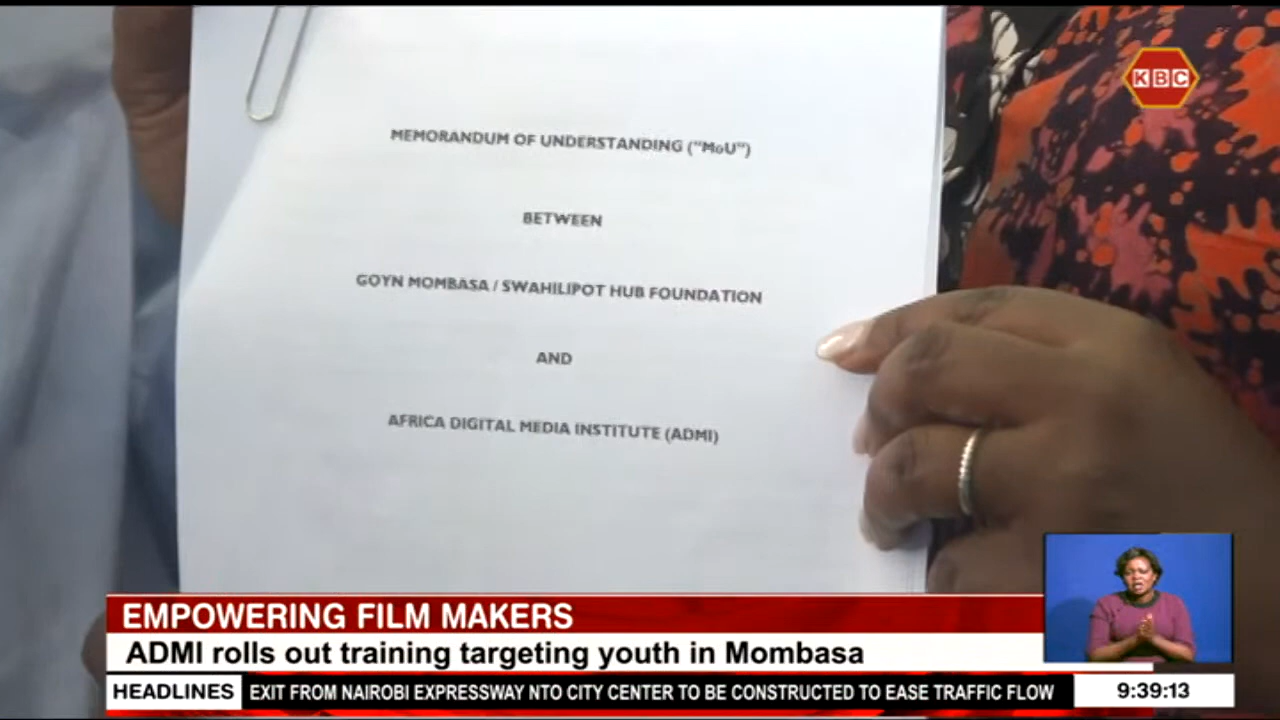 KBC
MEMORANDUM OF UNDERSTANDING ("MoU")
BETWEEN
GOYN MOMBASA / SWAHILIPOT HUB FOUNDATION
AND
AFRICA DIGITAL MEDIA INSTITUTE (ADMI)
EMPOWERING FILM MAKERS
ADMI rolls out training targeting youth in Mombasa
HEADLINES EXIT FROM NAIROBI EXPRESSWAY NTO CITY CENTER TO BE CONSTRUCTED TO EASE TRAFFIC FLOW 9:39:13